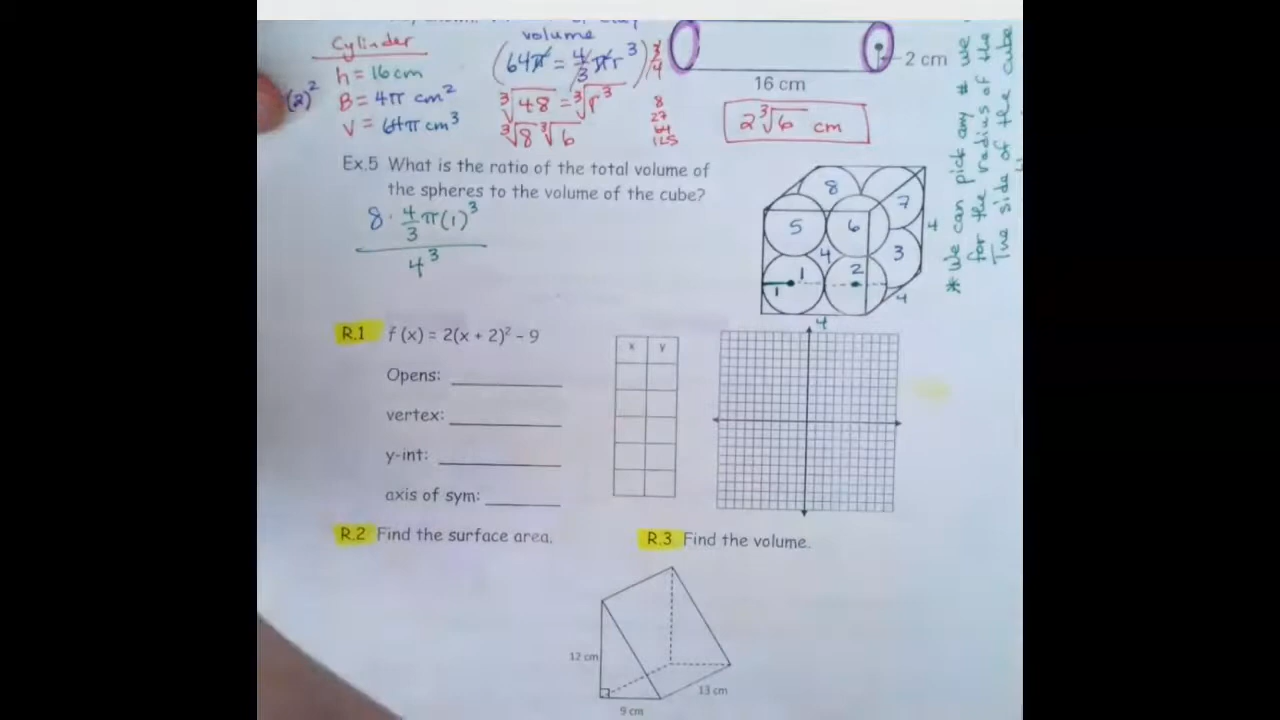 volume
Cylinder
h = 16 cm
(2)²
B = 4π cm²
V = 64π cm³
(64π = 4/3 πr³) 3/4
∛48 = ∛r³
∛8 ∛6
8
27
64
125
2 cm
16 cm
2∛6 cm
* We can pick any # we
for the radius of the
The side of the cube
Ex.5 What is the ratio of the total volume of
the spheres to the volume of the cube?
8 · 4/3 π(1)³
4³
8
7
5 6
4 3
1 2
1
4
4
4
R.1 f (x) = 2(x + 2)² – 9
x y
Opens:
vertex:
y-int:
axis of sym:
R.2 Find the surface area.
R.3 Find the volume.
12 cm
13 cm
9 cm